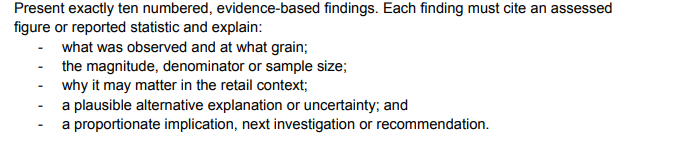 Present exactly ten numbered, evidence-based findings. Each finding must cite an assessed
figure or reported statistic and explain:
- what was observed and at what grain;
- the magnitude, denominator or sample size;
- why it may matter in the retail context;
- a plausible alternative explanation or uncertainty; and
- a proportionate implication, next investigation or recommendation.